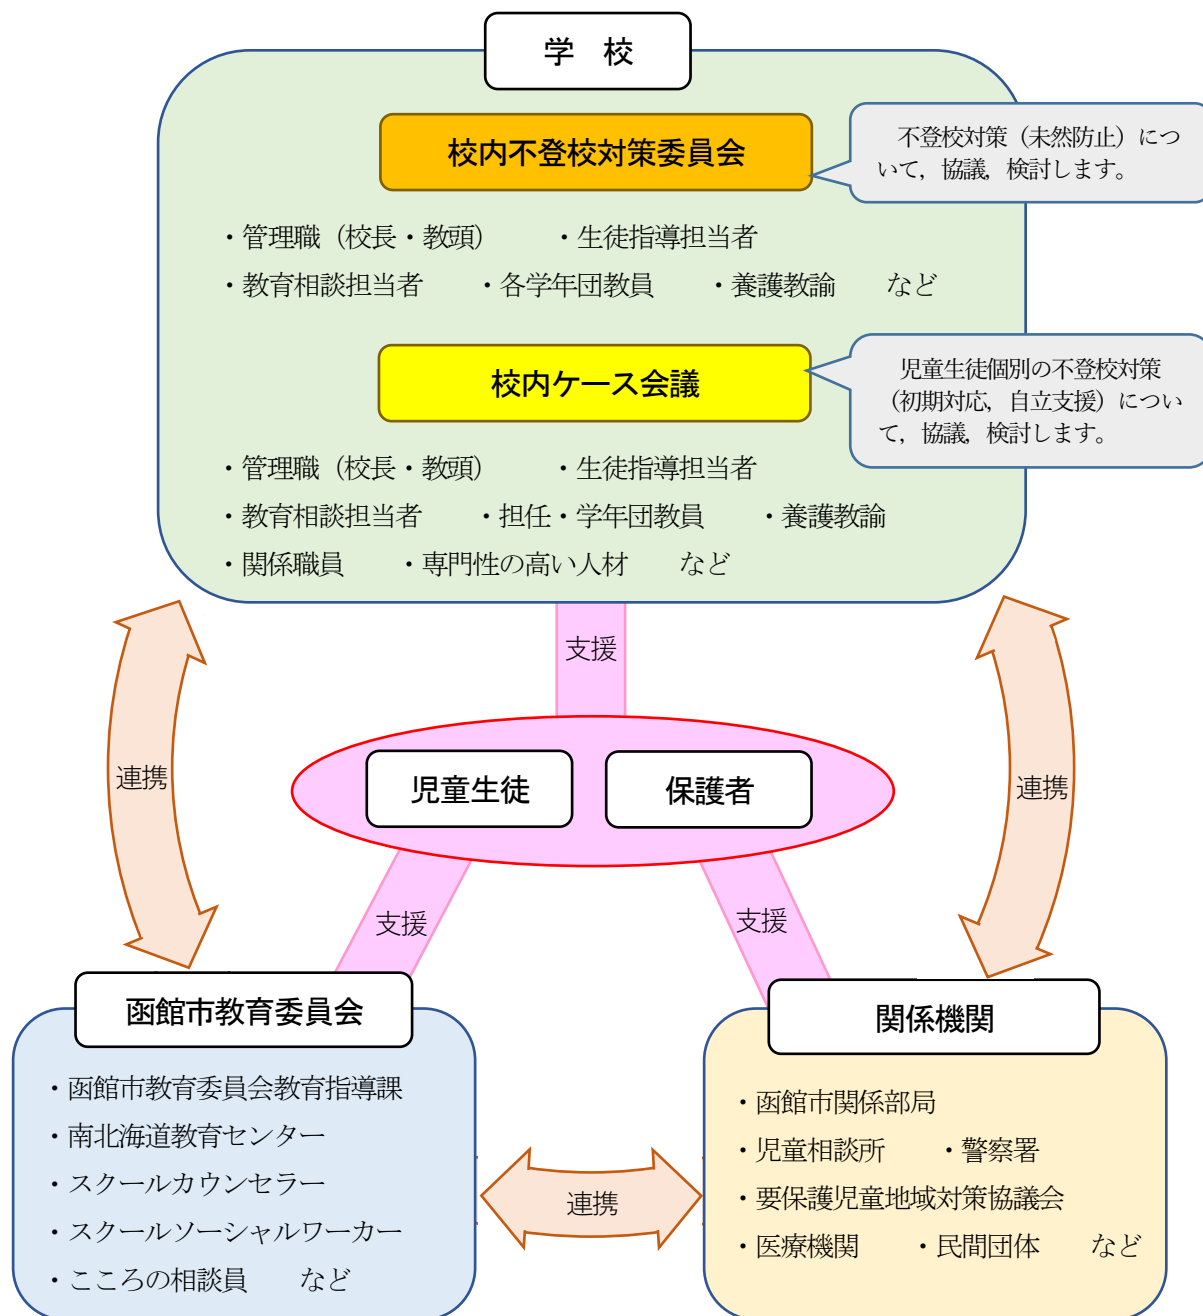 学　校
校内不登校対策委員会
不登校対策（未然防止）につ
いて，協議，検討します。
・管理職（校長・教頭）　　・生徒指導担当者
・教育相談担当者　　・各学年団教員　　・養護教諭　　など
校内ケース会議
児童生徒個別の不登校対策
（初期対応，自立支援）につい
て，協議，検討します。
・管理職（校長・教頭）　　・生徒指導担当者
・教育相談担当者　　・担任・学年団教員　　・養護教諭
・関係職員　　・専門性の高い人材　　など
支援
連携
児童生徒
保護者
連携
支援
支援
函館市教育委員会
・函館市教育委員会教育指導課
・南北海道教育センター
・スクールカウンセラー
・スクールソーシャルワーカー
・こころの相談員　　など
連携
関係機関
・函館市関係部局
・児童相談所　　・警察署
・要保護児童地域対策協議会
・医療機関　　・民間団体　　など